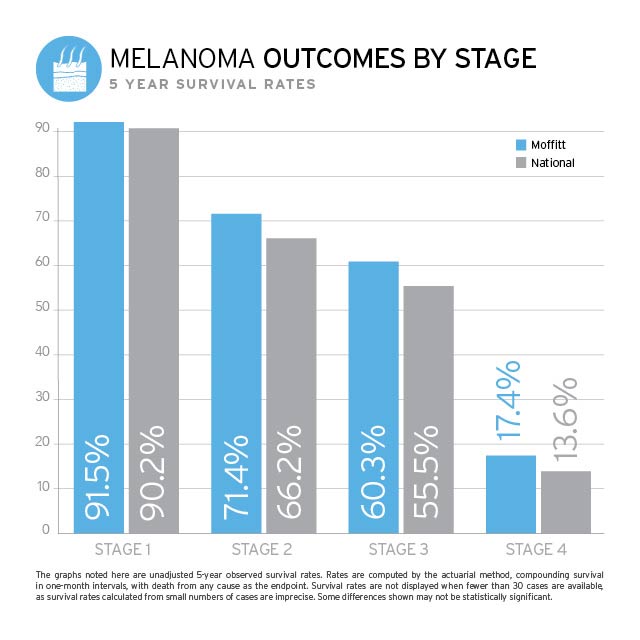 MELANOMA OUTCOMES BY STAGE
5 YEAR SURVIVAL RATES
Moffitt
National
90
80
70
60
50
40
30
20
10
0
91.5%
90.2%
71.4%
66.2%
60.3%
55.5%
17.4%
13.6%
STAGE 1
STAGE 2
STAGE 3
STAGE 4
The graphs noted here are unadjusted 5-year observed survival rates. Rates are computed by the actuarial method, compounding survival
in one-month intervals, with death from any cause as the endpoint. Survival rates are not displayed when fewer than 30 cases are available,
as survival rates calculated from small numbers of cases are imprecise. Some differences shown may not be statistically significant.